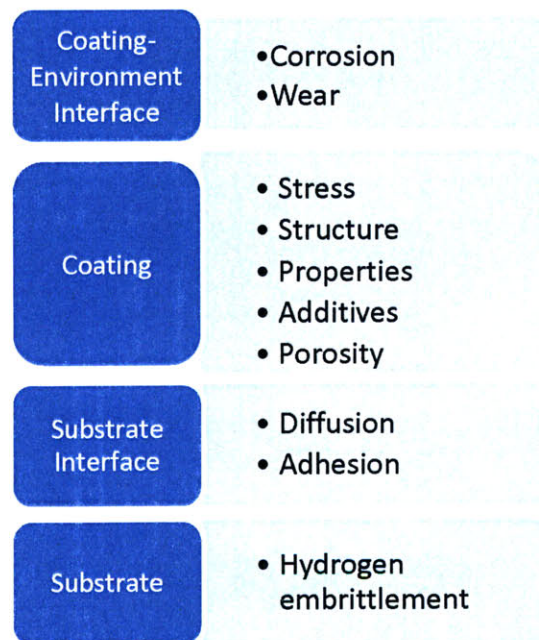 Coating-
Environment
Interface
•Corrosion
•Wear
Coating
• Stress
• Structure
• Properties
• Additives
• Porosity
Substrate
Interface
• Diffusion
• Adhesion
Substrate
• Hydrogen
embrittlement